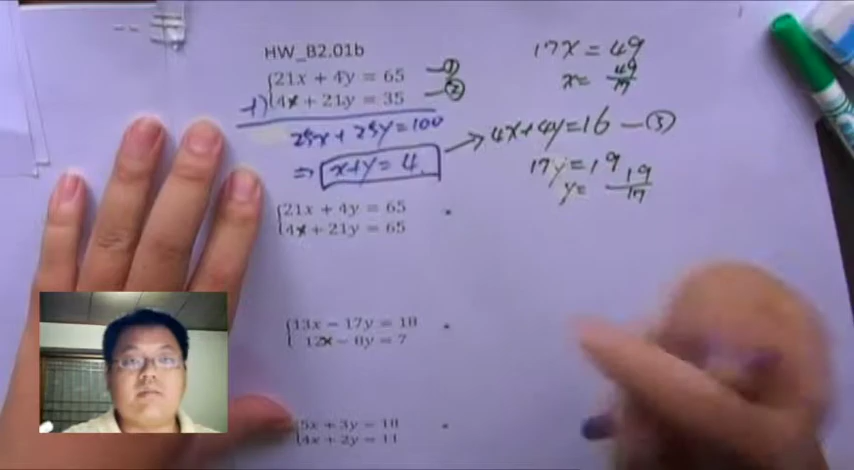 HW_B2.01b
21x + 4y = 65 —①
4x + 21y = 35 —②
+)
25x + 25y = 100
⇒ x+y = 4.
→ 4x+4y=16 —③
17x = 49
x = 49/17
17y = 19
y = 19/17
21x + 4y = 65
4x + 21y = 65
13x − 17y = 18
12x − 8y = 7
5x + 3y = 18
4x + 2y = 11